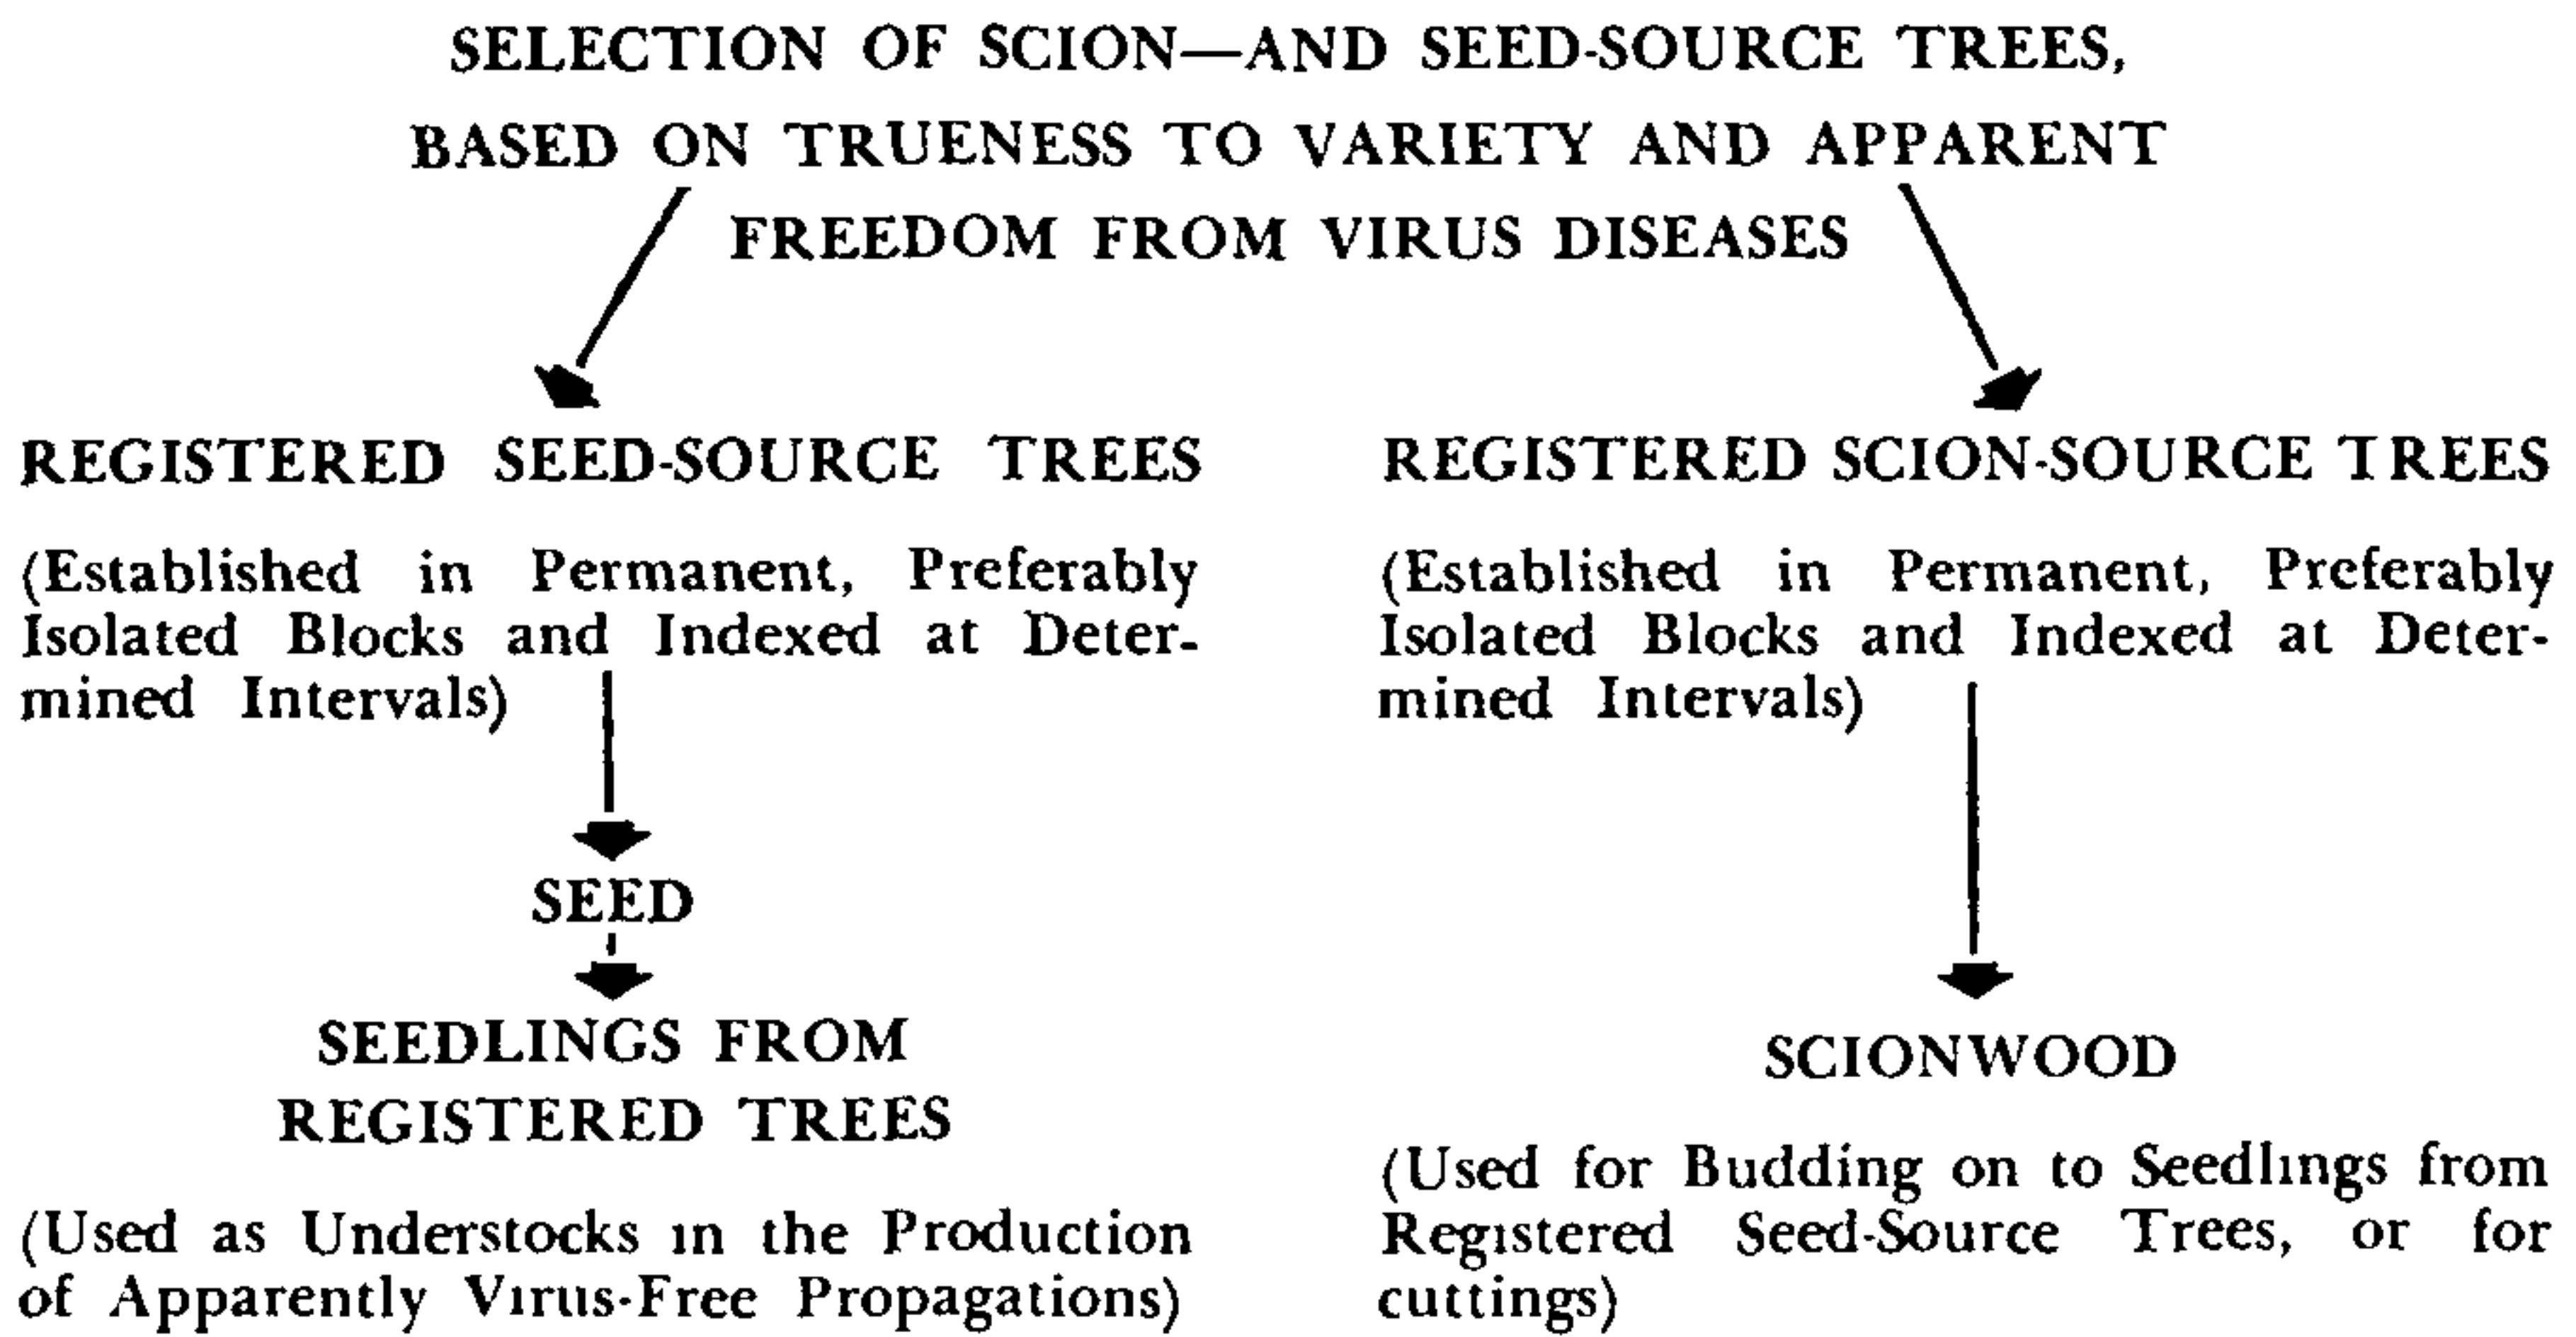 SELECTION OF SCION—AND SEED-SOURCE TREES,
BASED ON TRUENESS TO VARIETY AND APPARENT
FREEDOM FROM VIRUS DISEASES
REGISTERED SEED-SOURCE TREES
(Established in Permanent, Preferably
Isolated Blocks and Indexed at Deter-
mined Intervals)
SEED
SEEDLINGS FROM
REGISTERED TREES
(Used as Understocks in the Production
of Apparently Virus-Free Propagations)
REGISTERED SCION-SOURCE TREES
(Established in Permanent, Preferably
Isolated Blocks and Indexed at Deter-
mined Intervals)
SCIONWOOD
(Used for Budding on to Seedlings from
Registered Seed-Source Trees, or for
cuttings)